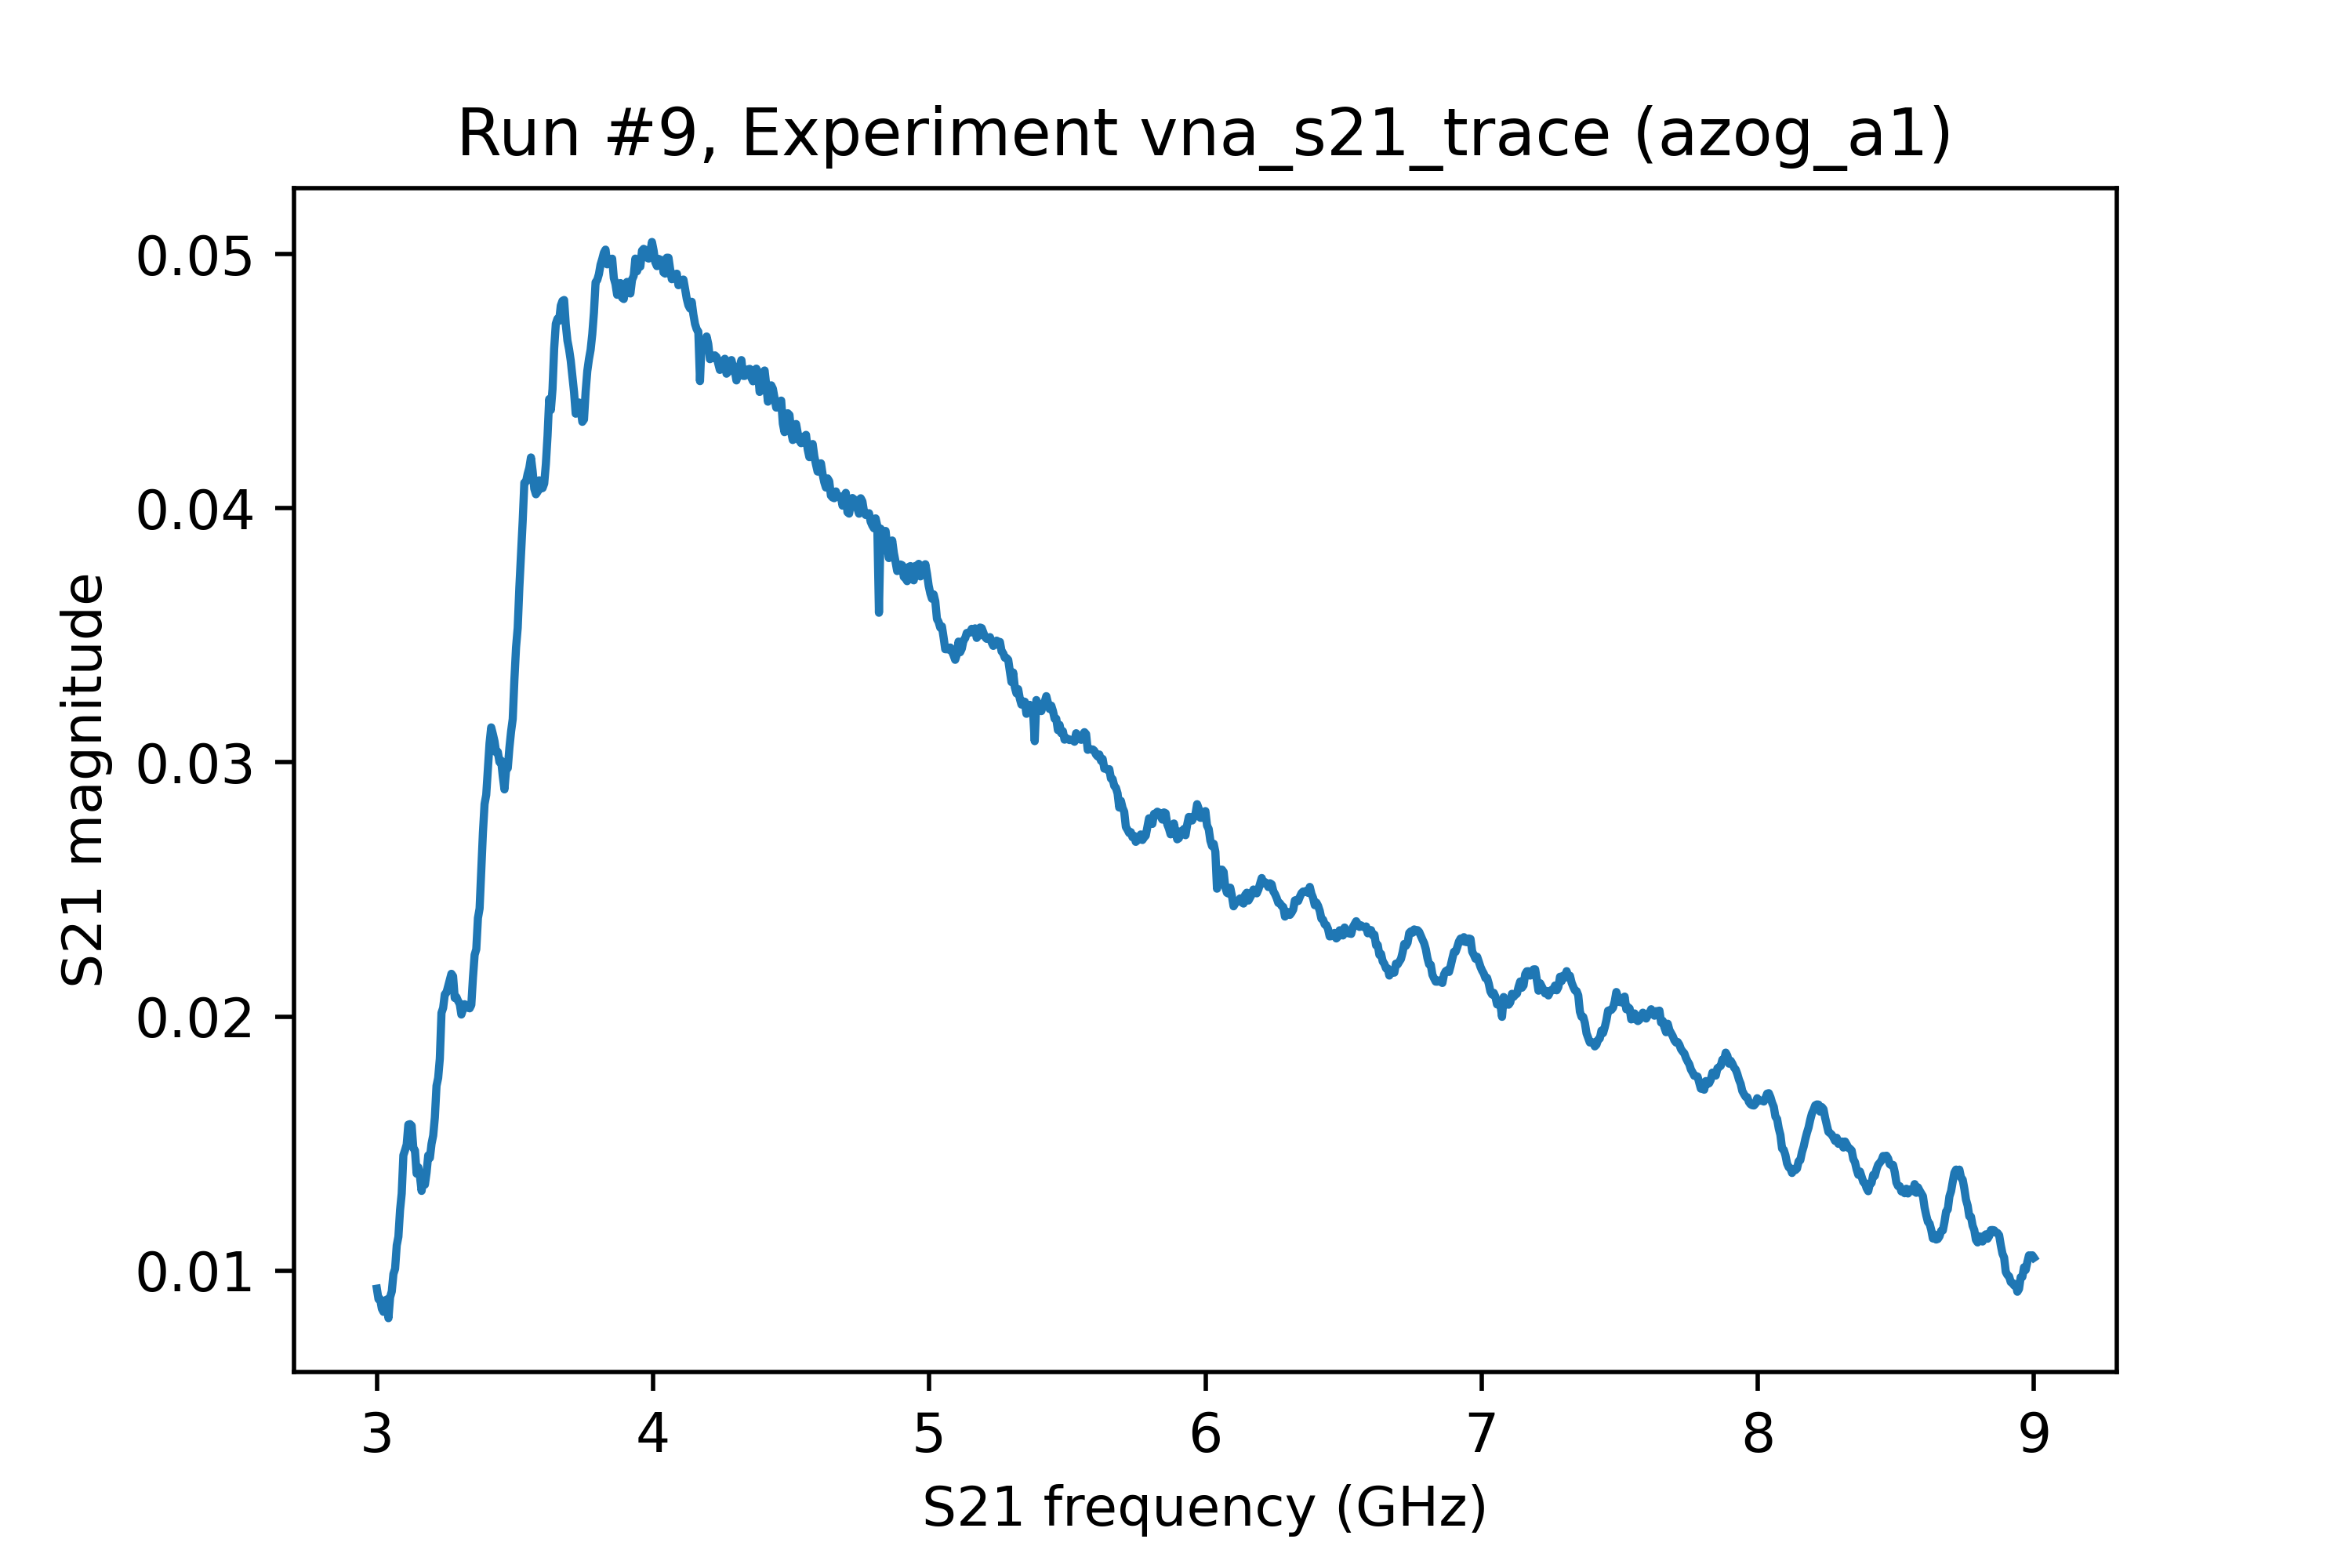 Run #9, Experiment vna_s21_trace (azog_a1)
S21 magnitude
0.05
0.04
0.03
0.02
0.01
3 4 5 6 7 8 9
S21 frequency (GHz)